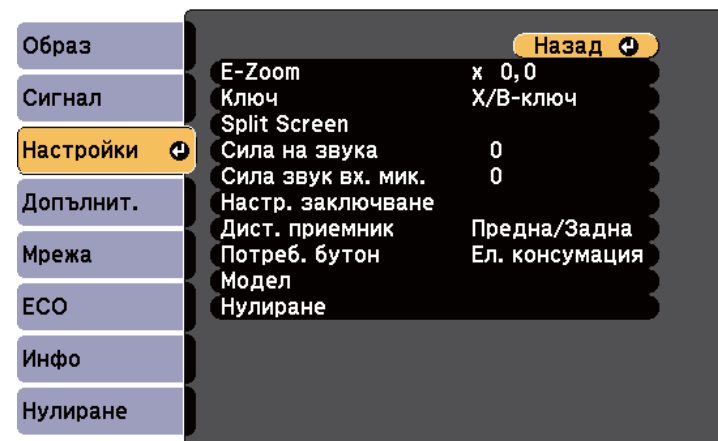 Образ
Сигнал
Настройки
Допълнит.
Мрежа
ECO
Инфо
Нулиране
Назад
E-Zoom x 0,0
Ключ Х/В-ключ
Split Screen
Сила на звука 0
Сила звук вх. мик. 0
Настр. заключване
Дист. приемник Предна/Задна
Потреб. бутон Ел. консумация
Модел
Нулиране